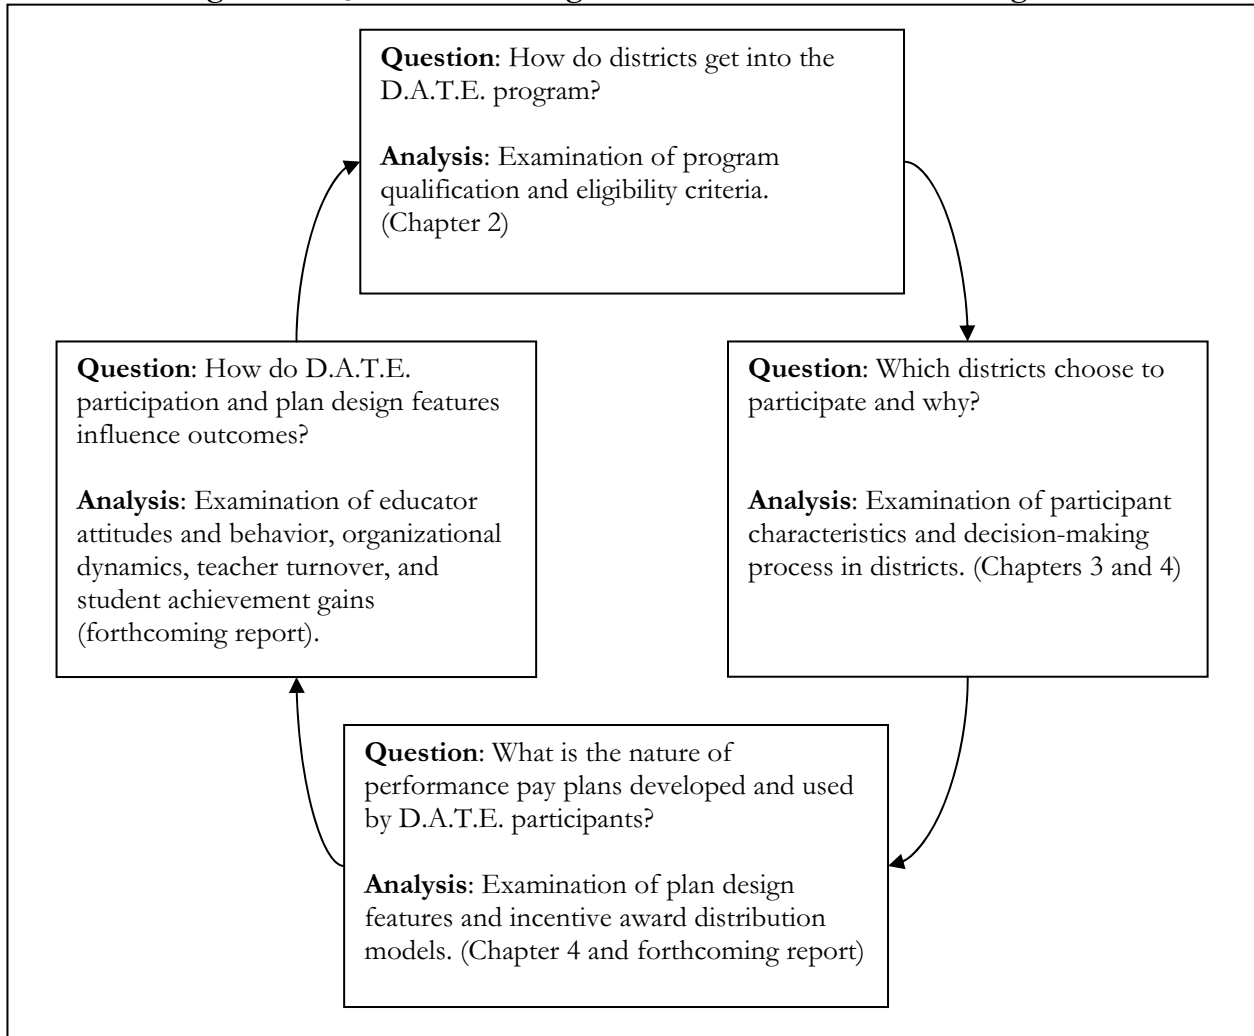 Question: How do districts get into the
D.A.T.E. program?
Analysis: Examination of program
qualification and eligibility criteria.
(Chapter 2)
Question: How do D.A.T.E.
participation and plan design features
influence outcomes?
Analysis: Examination of educator
attitudes and behavior, organizational
dynamics, teacher turnover, and
student achievement gains
(forthcoming report).
Question: Which districts choose to
participate and why?
Analysis: Examination of participant
characteristics and decision-making
process in districts. (Chapters 3 and 4)
Question: What is the nature of
performance pay plans developed and used
by D.A.T.E. participants?
Analysis: Examination of plan design
features and incentive award distribution
models. (Chapter 4 and forthcoming report)